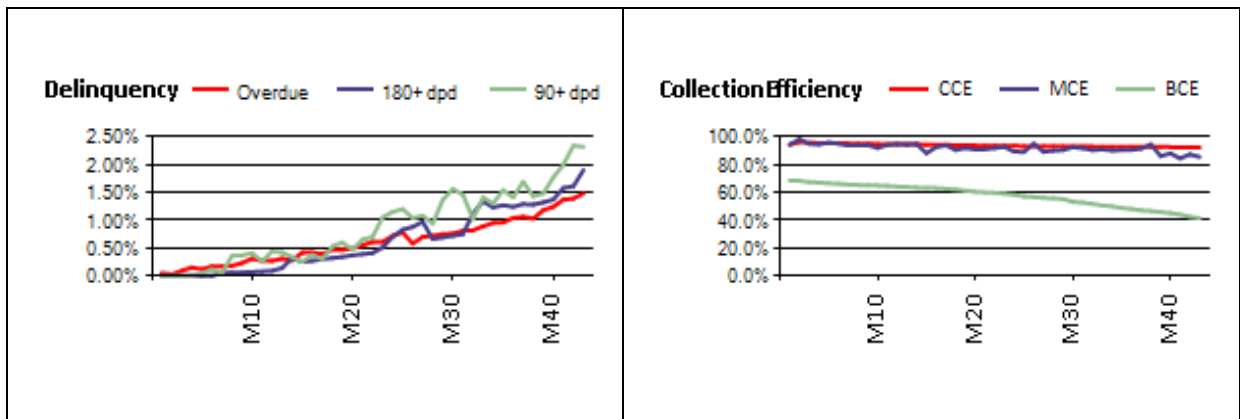 Delinquency Overdue 180+ dpd 90+ dpd
2.50%
2.00%
1.50%
1.00%
0.50%
0.00%
M10
M20
M30
M40
Collection Efficiency CCE MCE BCE
100.0%
80.0%
60.0%
40.0%
20.0%
0.0%
M10
M20
M30
M40